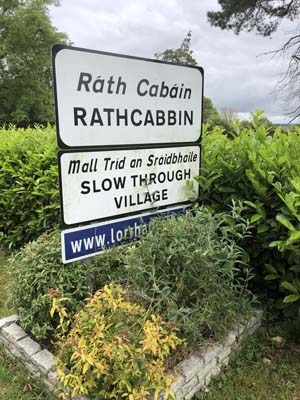 Ráth Cabáin
RATHCABBIN
Mall Tríd an Sráidbhaile
SLOW THROUGH
VILLAGE